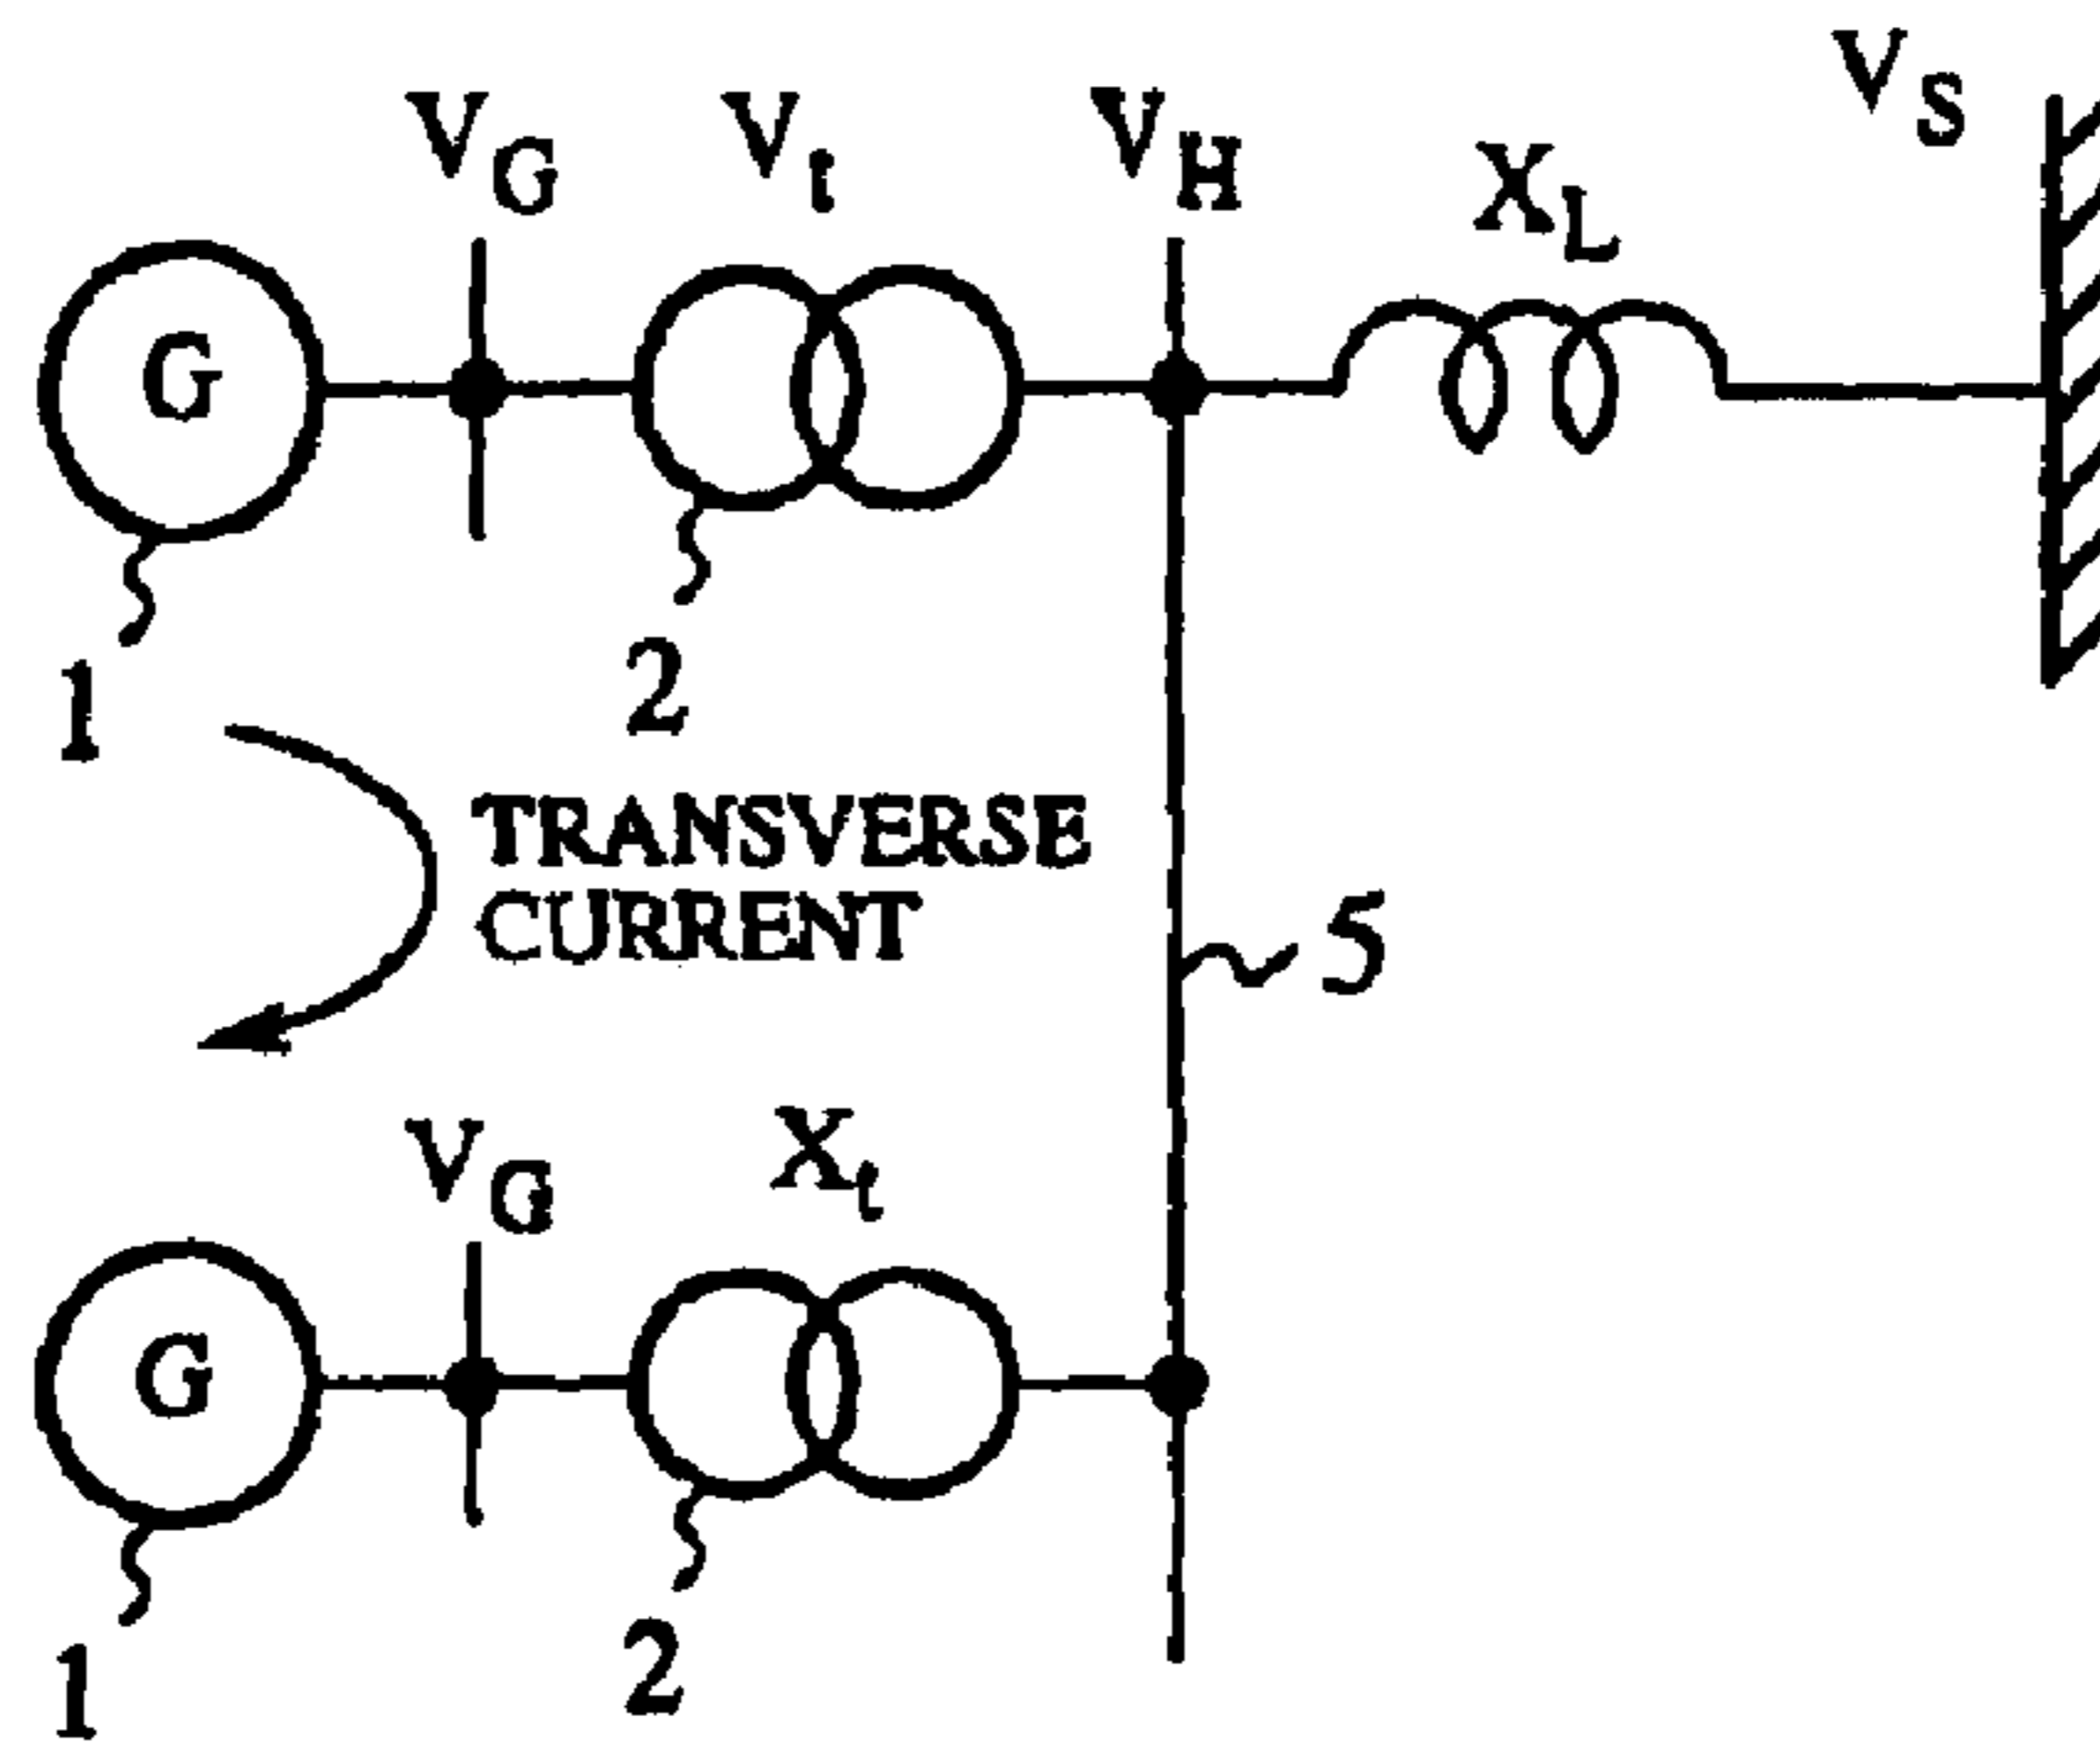 V_G
V_t
V_H
X_L
V_S
G
1
2
TRANSVERSE
CURRENT
5
V_G
X_t
G
1
2